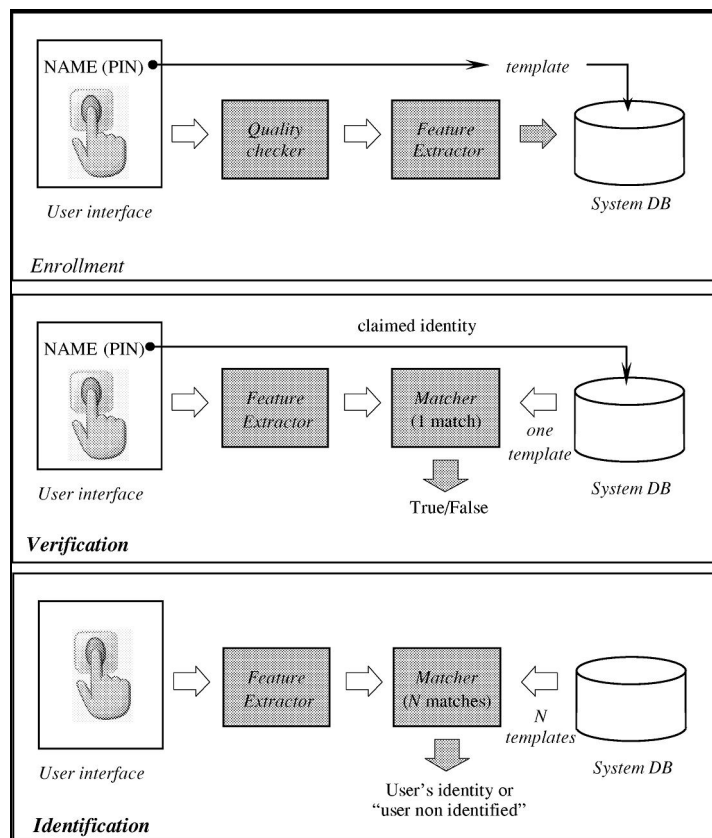 NAME (PIN)
template
Quality
checker
Feature
Extractor
User interface
System DB
Enrollment
claimed identity
NAME (PIN)
Feature
Extractor
Matcher
(1 match)
one
template
True/False
User interface
System DB
Verification
Feature
Extractor
Matcher
(N matches)
N
templates
User interface
System DB
User's identity or
“user non identified”
Identification